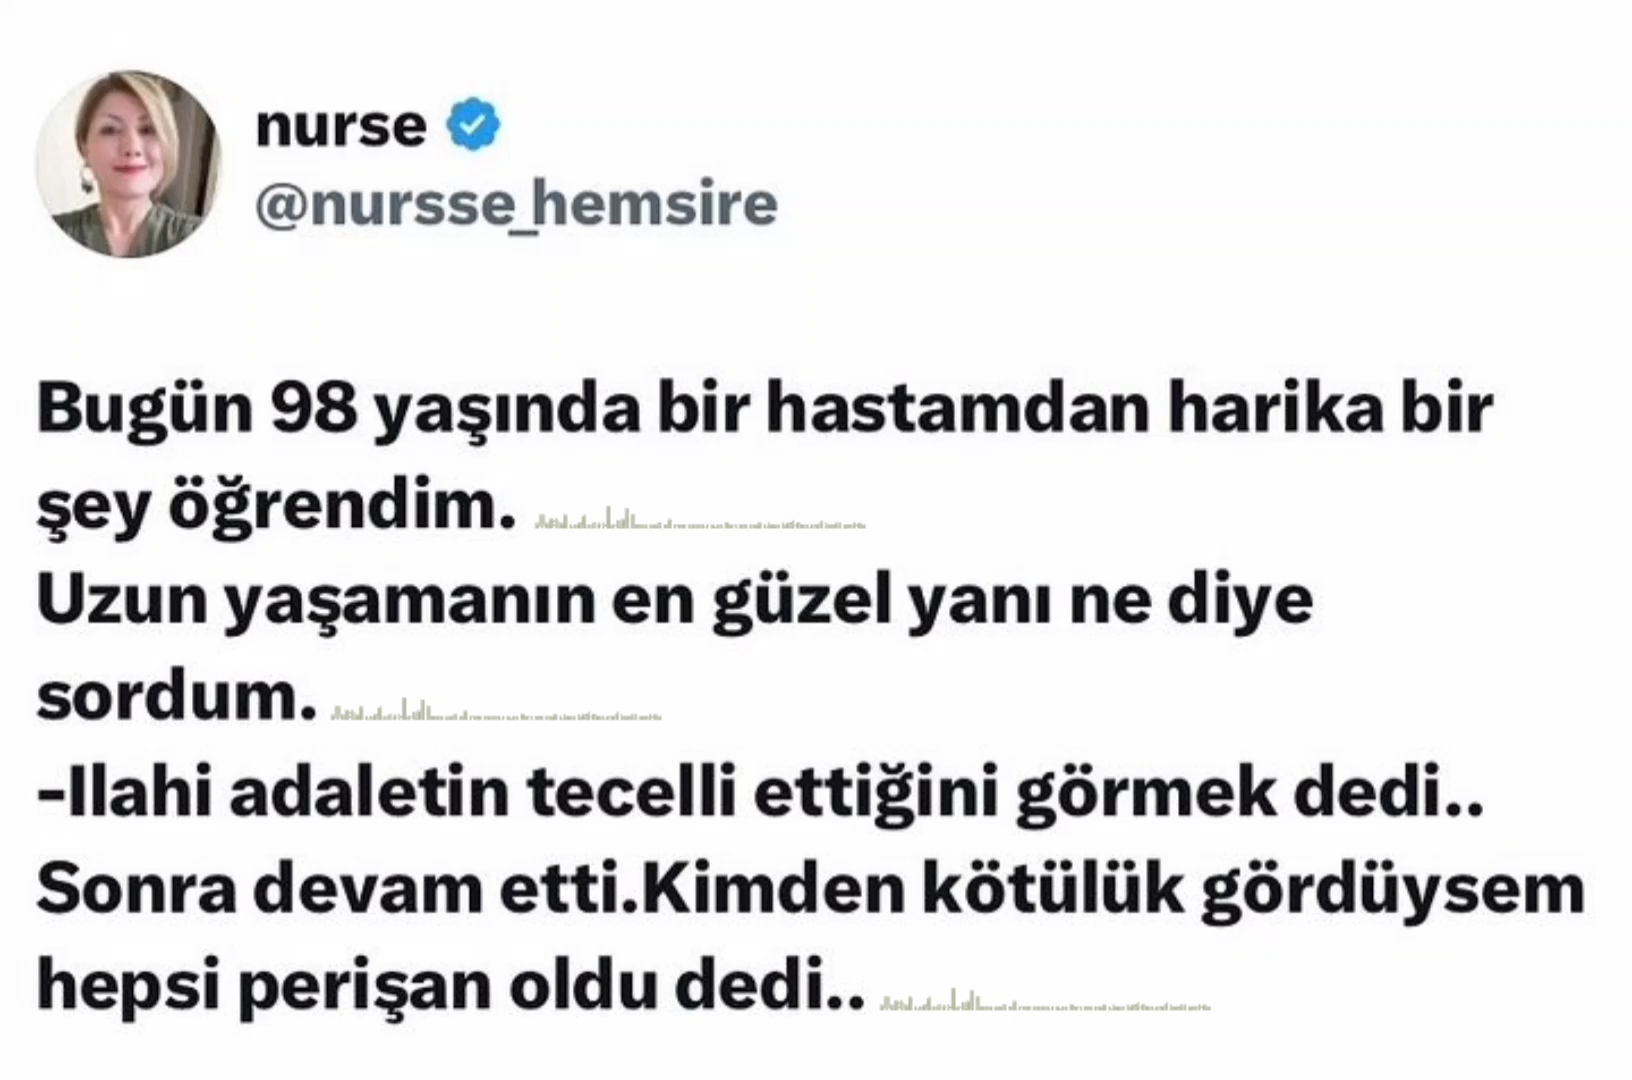 nurse
@nursse_hemsire
Bugün 98 yaşında bir hastamdan harika bir
şey öğrendim.
Uzun yaşamanın en güzel yanı ne diye
sordum.
-Ilahi adaletin tecelli ettiğini görmek dedi..
Sonra devam etti.Kimden kötülük gördüysem
hepsi perişan oldu dedi..